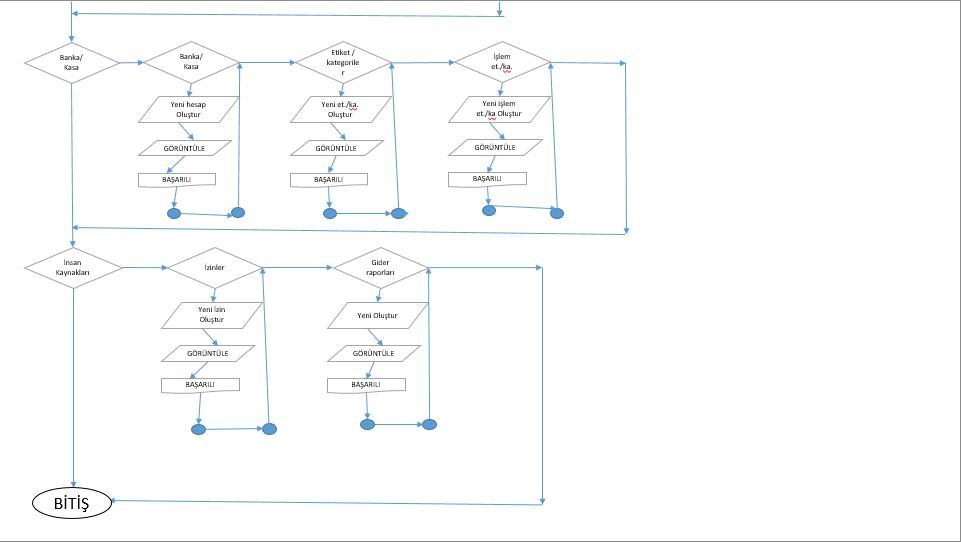 Banka/
Kasa
Banka/
Kasa
Etiket /
kategorile
r
İşlem
et./ka.
Yeni hesap
Oluştur
Yeni et./ka.
Oluştur
Yeni işlem
et./ka Oluştur
GÖRÜNTÜLE
GÖRÜNTÜLE
GÖRÜNTÜLE
BAŞARILI
BAŞARILI
BAŞARILI
İnsan
Kaynakları
İzinler
Gider
raporları
Yeni İzin
Oluştur
Yeni Oluştur
GÖRÜNTÜLE
GÖRÜNTÜLE
BAŞARILI
BAŞARILI
BİTİŞ